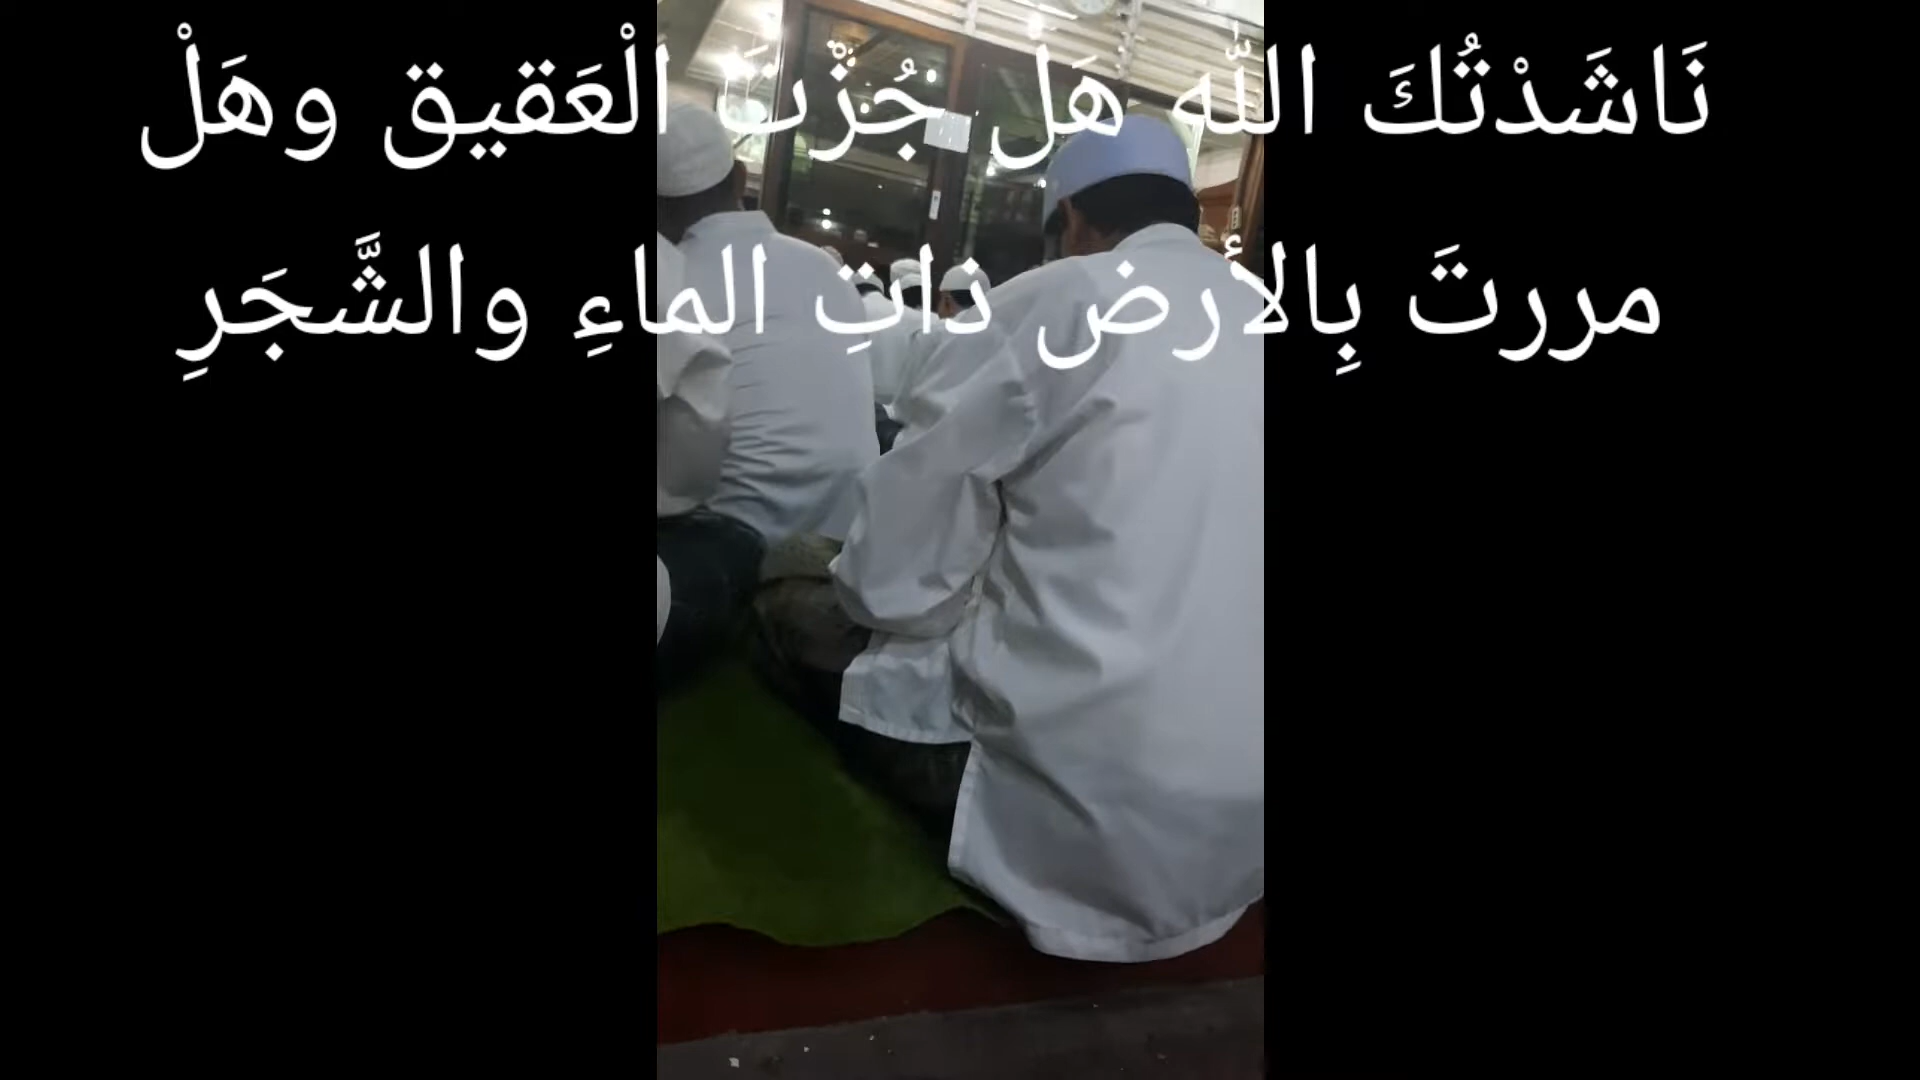 نَاشَدْتُكَ اللّٰه هَلْ جُزْتَ الْعَقيق وهَلْ
مررتَ بِالأرض ذاتِ الماءِ والشَّجَرِ